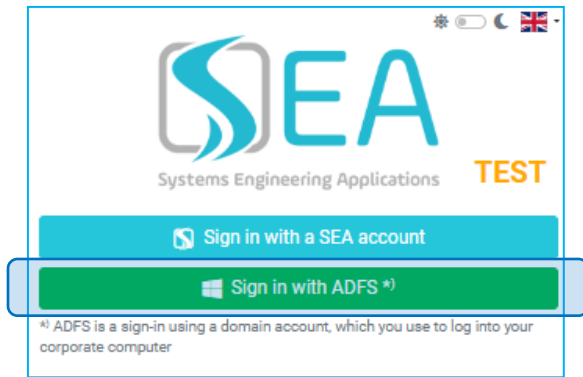 SEA
Systems Engineering Applications
TEST
Sign in with a SEA account
Sign in with ADFS *)
*) ADFS is a sign-in using a domain account, which you use to log into your
corporate computer